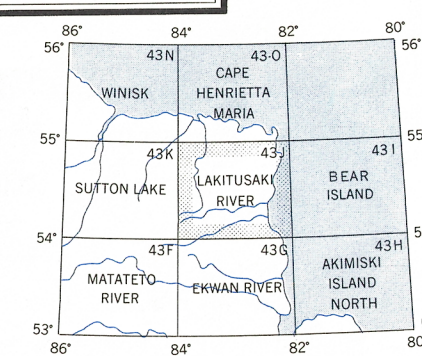 86° 84° 82° 80°
56° 56°
43N 43-O
WINISK
CAPE
HENRIETTA
MARIA
55° 55
43K 43J 43I
SUTTON LAKE
LAKITUSAKI
RIVER
BEAR
ISLAND
54° 5
43F 43G 43H
MATATETO
RIVER
EKWAN RIVER
AKIMISKI
ISLAND
NORTH
53°
86° 84° 82° 80